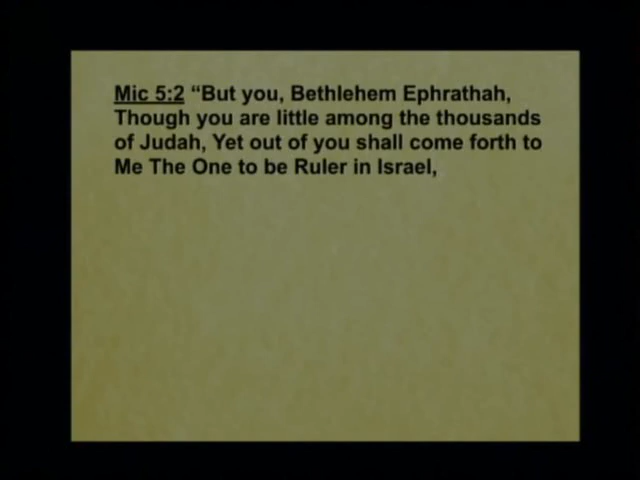 Mic 5:2 “But you, Bethlehem Ephrathah,
Though you are little among the thousands
of Judah, Yet out of you shall come forth to
Me The One to be Ruler in Israel,